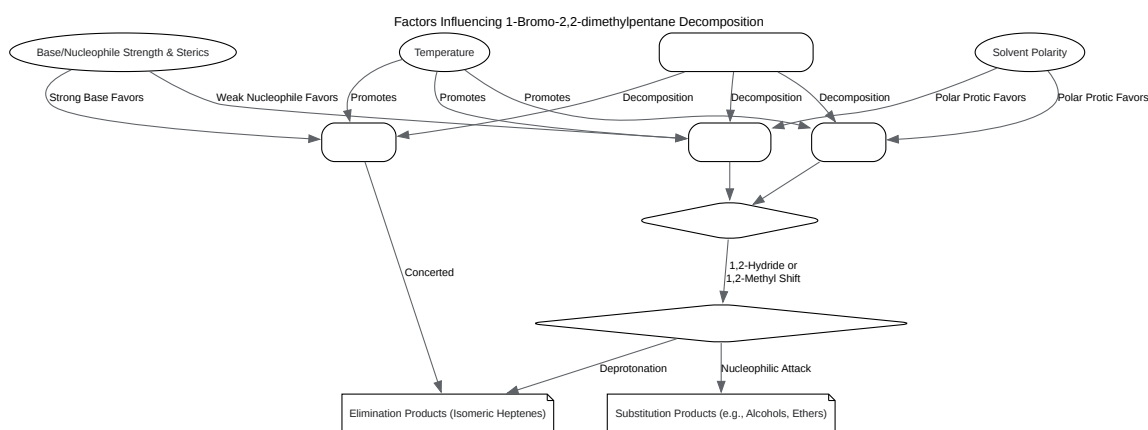 Factors Influencing 1-Bromo-2,2-dimethylpentane Decomposition
Base/Nucleophile Strength & Sterics
Temperature
Solvent Polarity
Strong Base Favors
Weak Nucleophile Favors
Promotes
Promotes
Promotes
Decomposition
Decomposition
Decomposition
Polar Protic Favors
Polar Protic Favors
Concerted
1,2-Hydride or
1,2-Methyl Shift
Deprotonation
Nucleophilic Attack
Elimination Products (Isomeric Heptenes)
Substitution Products (e.g., Alcohols, Ethers)